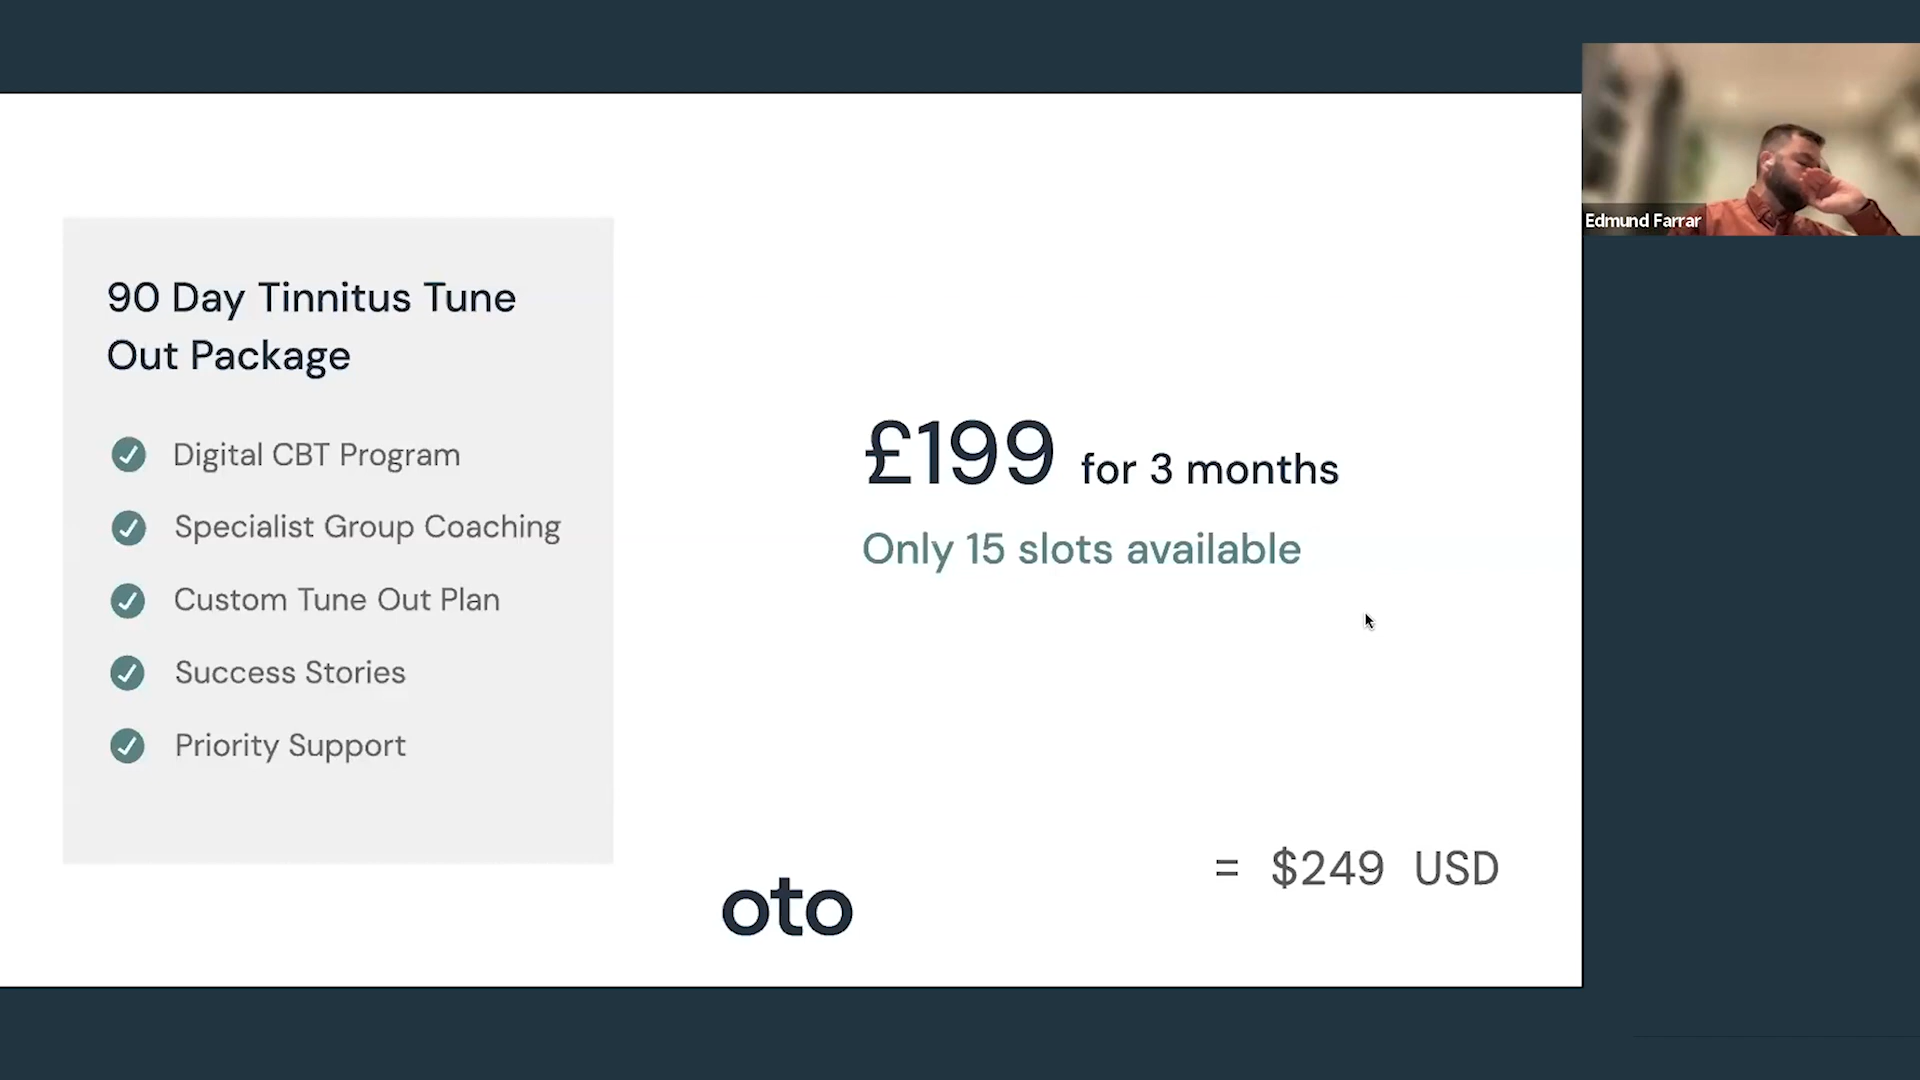 90 Day Tinnitus Tune
Out Package
Digital CBT Program
Specialist Group Coaching
Custom Tune Out Plan
Success Stories
Priority Support
£199 for 3 months
Only 15 slots available
= $249 USD
oto
Edmund Farrar